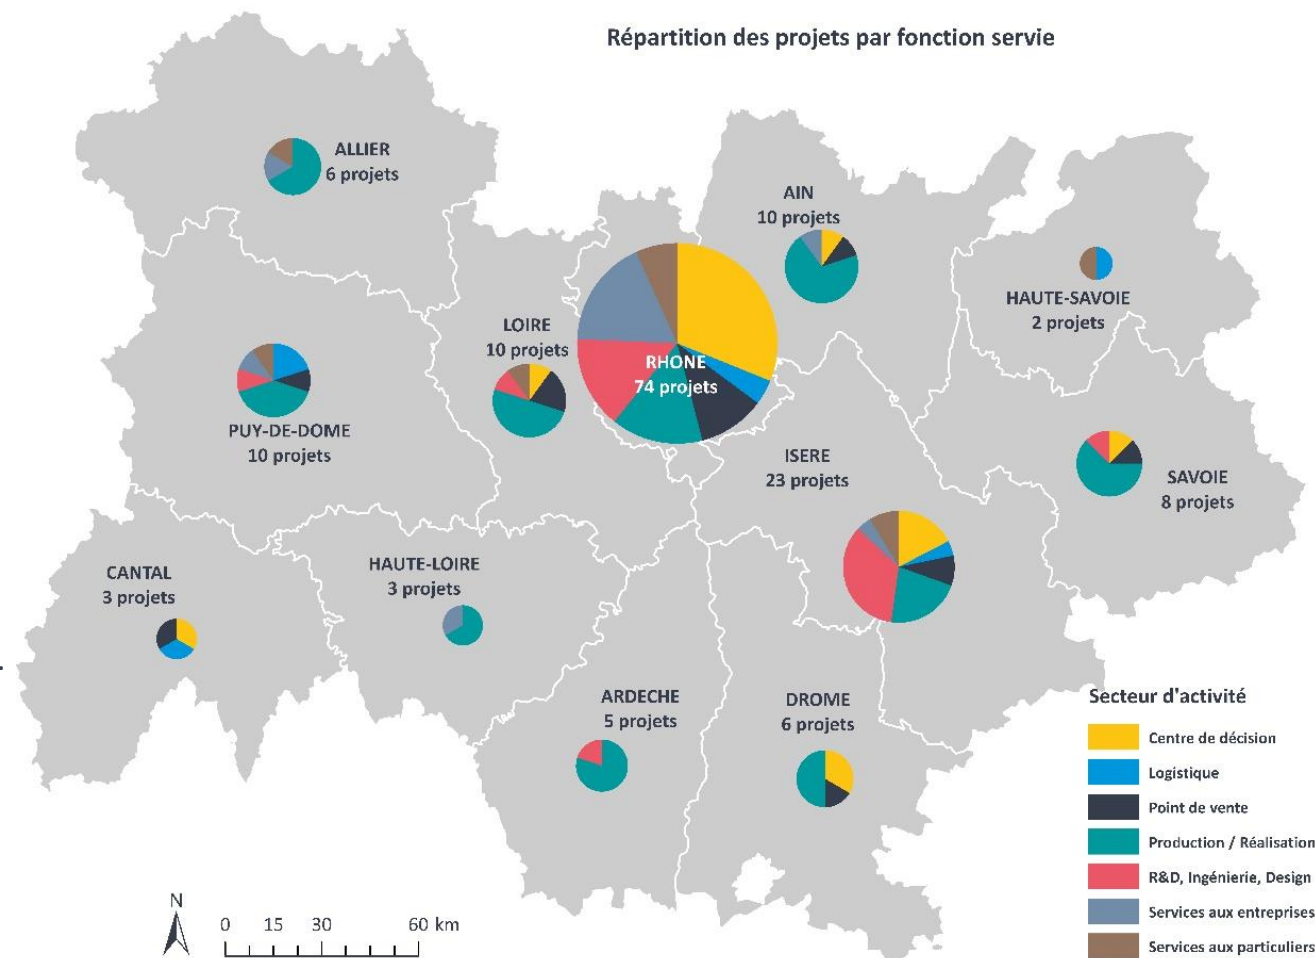 Répartition des projets par fonction servie
ALLIER
6 projets
AIN
10 projets
HAUTE-SAVOIE
2 projets
LOIRE
10 projets
RHONE
74 projets
PUY-DE-DOME
10 projets
ISERE
23 projets
SAVOIE
8 projets
CANTAL
3 projets
HAUTE-LOIRE
3 projets
ARDECHE
5 projets
DROME
6 projets
Secteur d'activité
Centre de décision
Logistique
Point de vente
Production / Réalisation
R&D, Ingénierie, Design
Services aux entreprises
Services aux particuliers
N
0 15 30 60 km